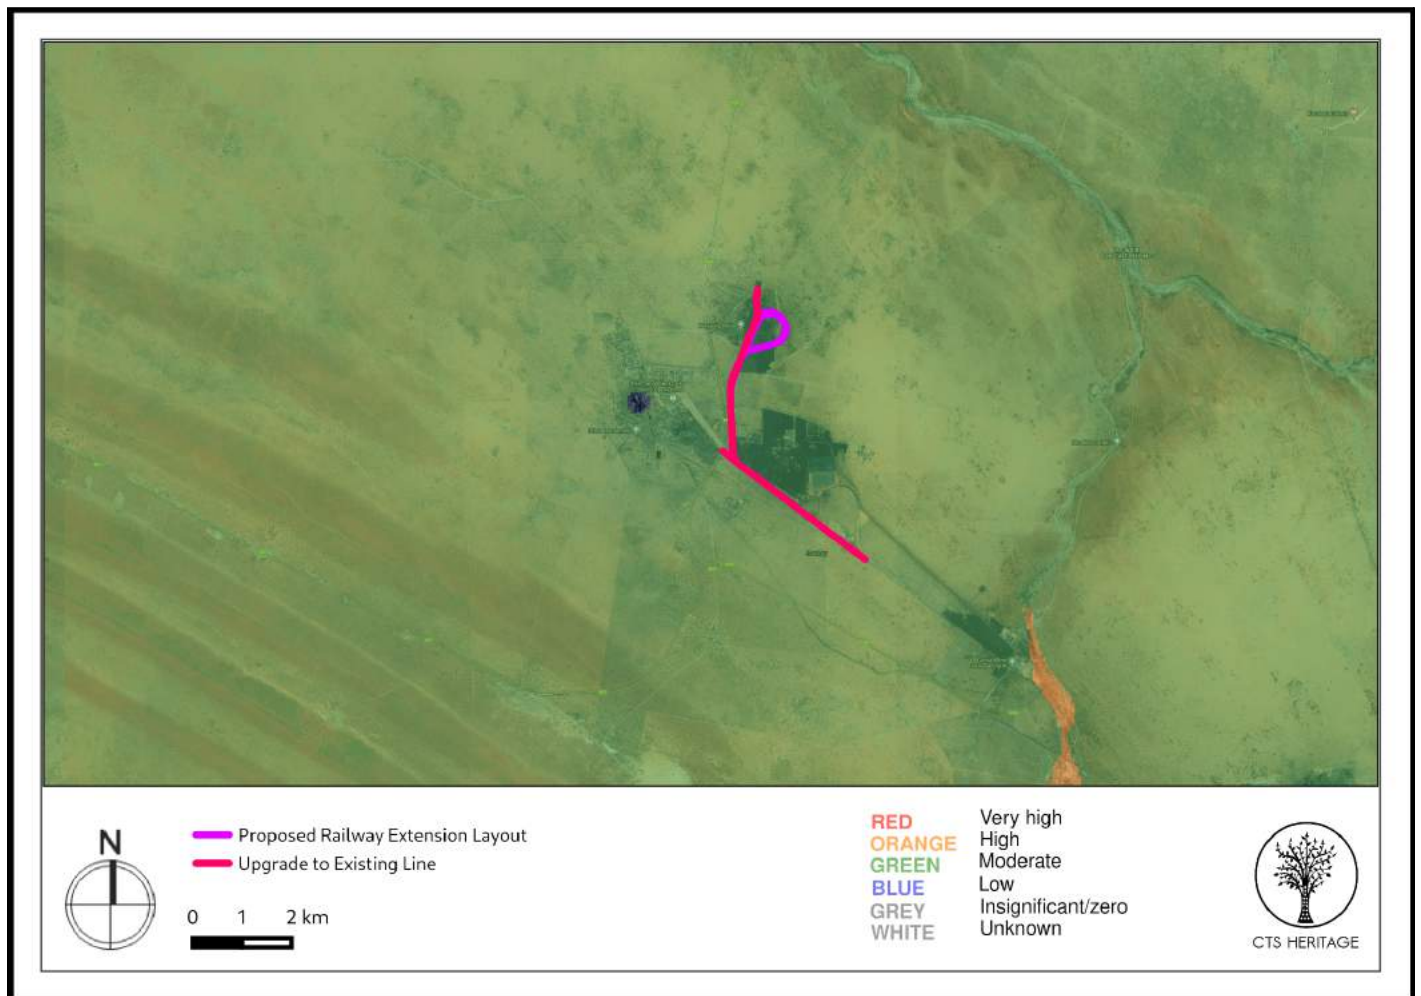 N
Proposed Railway Extension Layout
Upgrade to Existing Line
0 1 2 km
RED Very high
ORANGE High
GREEN Moderate
BLUE Low
GREY Insignificant/zero
WHITE Unknown
CTS HERITAGE